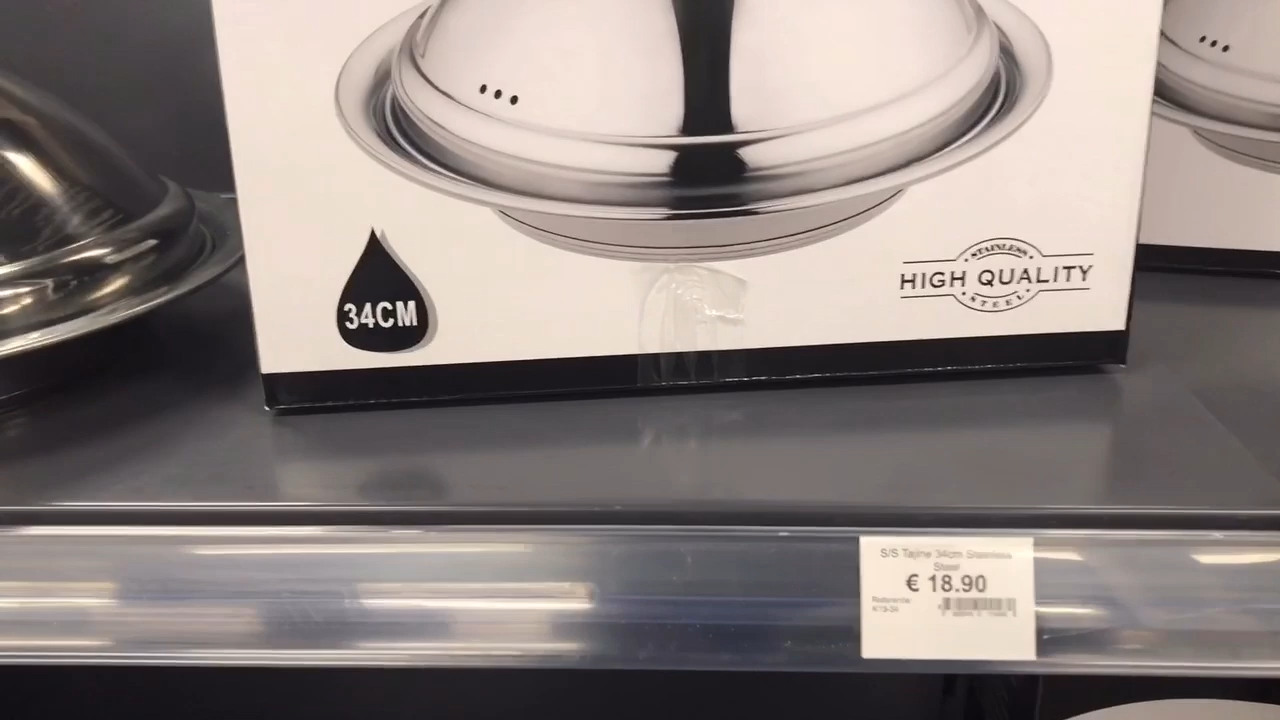 34CM
STAINLESS
HIGH QUALITY
STEEL
S/S Tajine 34cm Stainless
Steel
€ 18.90